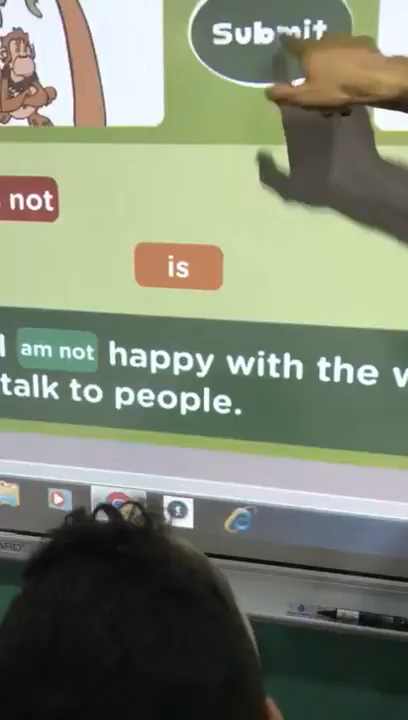 Submit
not
is
I am not happy with the
talk to people.